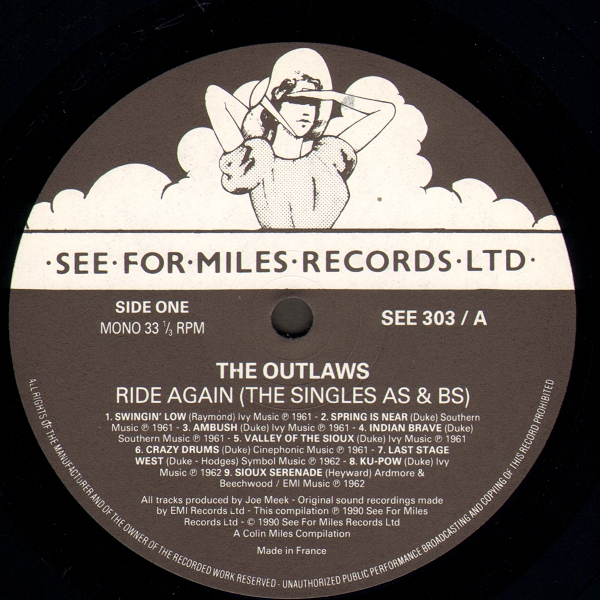 ·SEE·FOR·MILES·RECORDS·LTD·
SIDE ONE
MONO 33 1/3 RPM
SEE 303 / A
THE OUTLAWS
RIDE AGAIN (THE SINGLES AS & BS)
1. SWINGIN' LOW (Raymond) Ivy Music ℗ 1961 - 2. SPRING IS NEAR (Duke) Southern
Music ℗ 1961 - 3. AMBUSH (Duke) Ivy Music ℗ 1961 - 4. INDIAN BRAVE (Duke)
Southern Music ℗ 1961 - 5. VALLEY OF THE SIOUX (Duke) Ivy Music ℗ 1961
6. CRAZY DRUMS (Duke) Cinephonic Music ℗ 1961 - 7. LAST STAGE
WEST (Duke - Hodges) Symbol Music ℗ 1962 - 8. KU-POW (Duke) Ivy
Music ℗ 1962 9. SIOUX SERENADE (Heyward) Ardmore &
Beechwood / EMI Music ℗ 1962
All tracks produced by Joe Meek - Original sound recordings made
by EMI Records Ltd - This compilation ℗ 1990 See For Miles
Records Ltd - © 1990 See For Miles Records Ltd
A Colin Miles Compilation
Made in France
ALL RIGHTS OF THE MANUFACTURER AND OF THE OWNER OF THE RECORDED WORK RESERVED - UNAUTHORIZED PUBLIC PERFORMANCE BROADCASTING AND COPYING OF THIS RECORD PROHIBITED